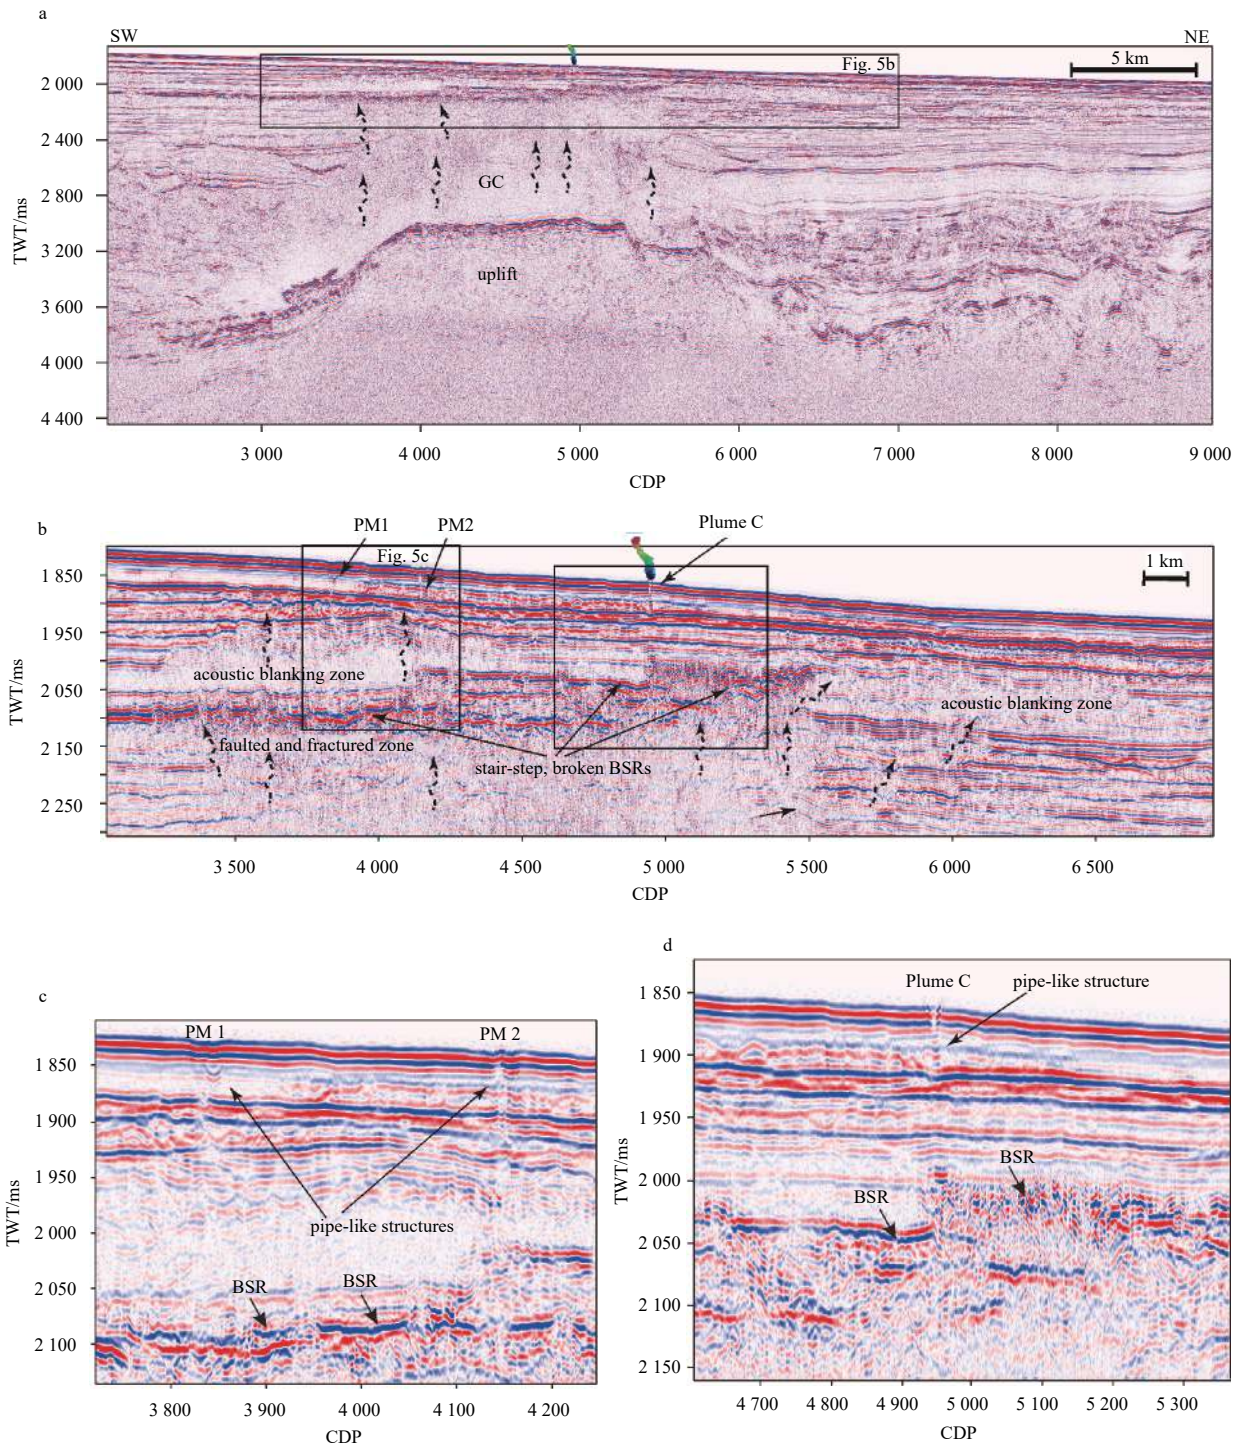 a
SW
NE
Fig. 5b
5 km
2 000
2 400
GC
2 800
TWT/ms
3 200
uplift
3 600
4 000
4 400
3 000 4 000 5 000 6 000 7 000 8 000 9 000
CDP
b
PM1 PM2 Plume C
Fig. 5c
1 km
1 850
1 950
acoustic blanking zone
2 050
acoustic blanking zone
TWT/ms
2 150
faulted and fractured zone
stair-step, broken BSRs
2 250
3 500 4 000 4 500 5 000 5 500 6 000 6 500
CDP
c
PM 1 PM 2
1 850
1 900
1 950
TWT/ms
pipe-like structures
2 000
2 050
BSR BSR
2 100
3 800 3 900 4 000 4 100 4 200
CDP
d
Plume C pipe-like structure
1 850
1 900
1 950
TWT/ms
BSR
2 000
BSR
2 050
2 100
2 150
4 700 4 800 4 900 5 000 5 100 5 200 5 300
CDP